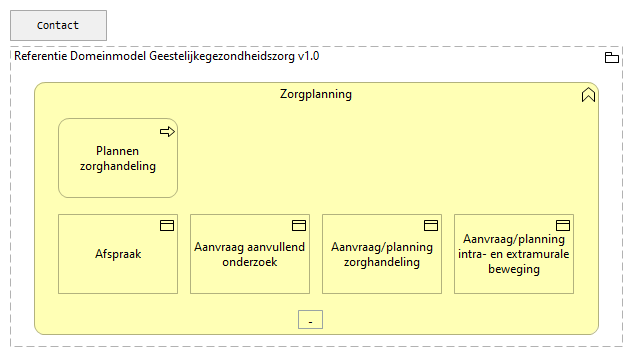 Contact
Referentie Domeinmodel Geestelijkegezondheidszorg v1.0
Zorgplanning
Plannen
zorghandeling
Afspraak
Aanvraag aanvullend
onderzoek
Aanvraag/planning
zorghandeling
Aanvraag/planning
intra- en extramurale
beweging
-